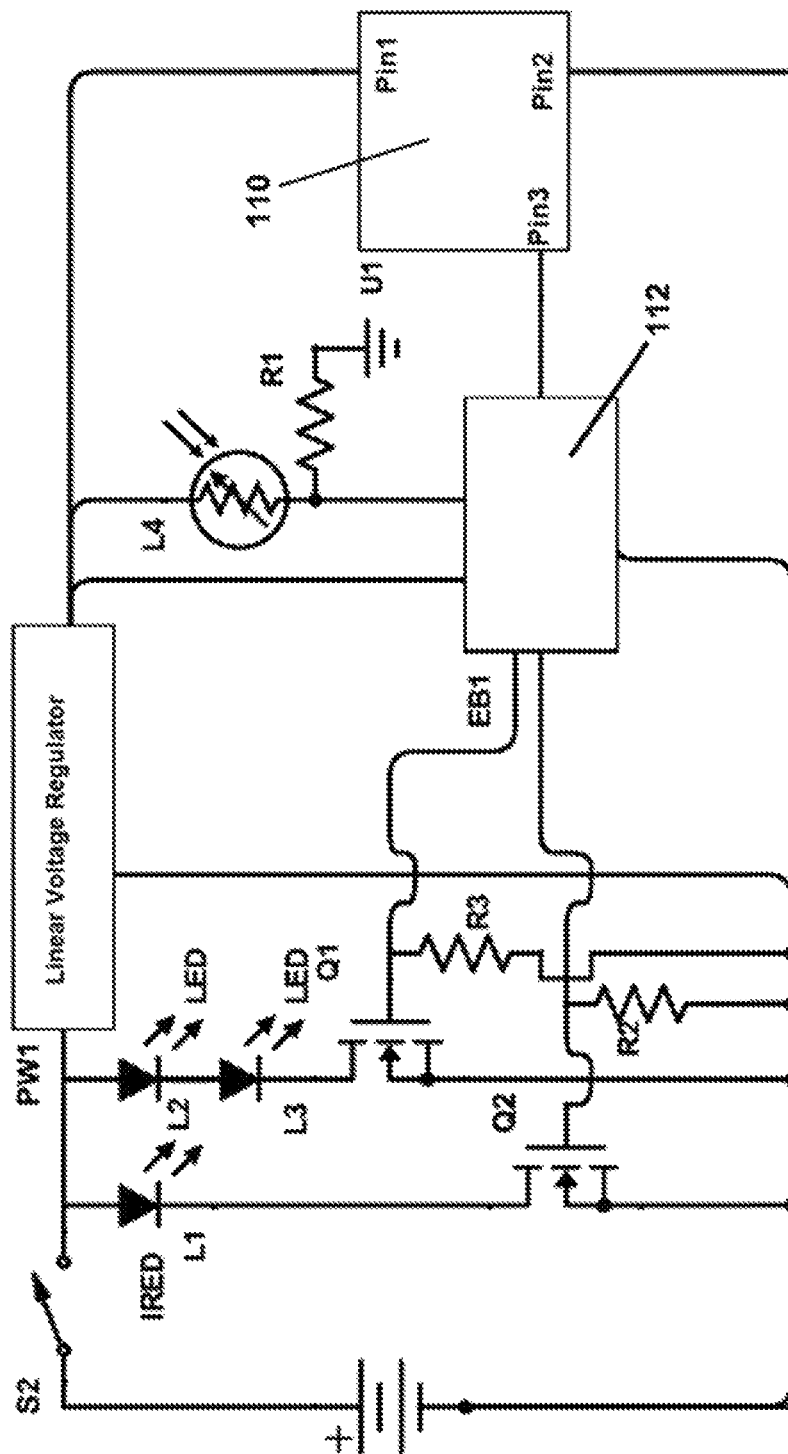 S2
+
IRED
L1
PW1
L2
LED
L3
LED
Q1
Q2
R2
R3
Linear Voltage Regulator
EB1
L4
R1
U1
112
110
Pin1
Pin2
Pin3